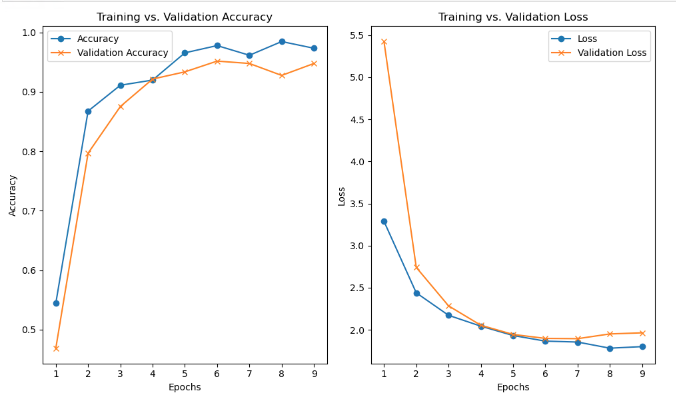 Training vs. Validation Accuracy
Accuracy
Validation Accuracy
1.0
0.9
0.8
0.7
0.6
0.5
Accuracy
1 2 3 4 5 6 7 8 9
Epochs
Training vs. Validation Loss
Loss
Validation Loss
5.5
5.0
4.5
4.0
3.5
3.0
2.5
2.0
Loss
1 2 3 4 5 6 7 8 9
Epochs